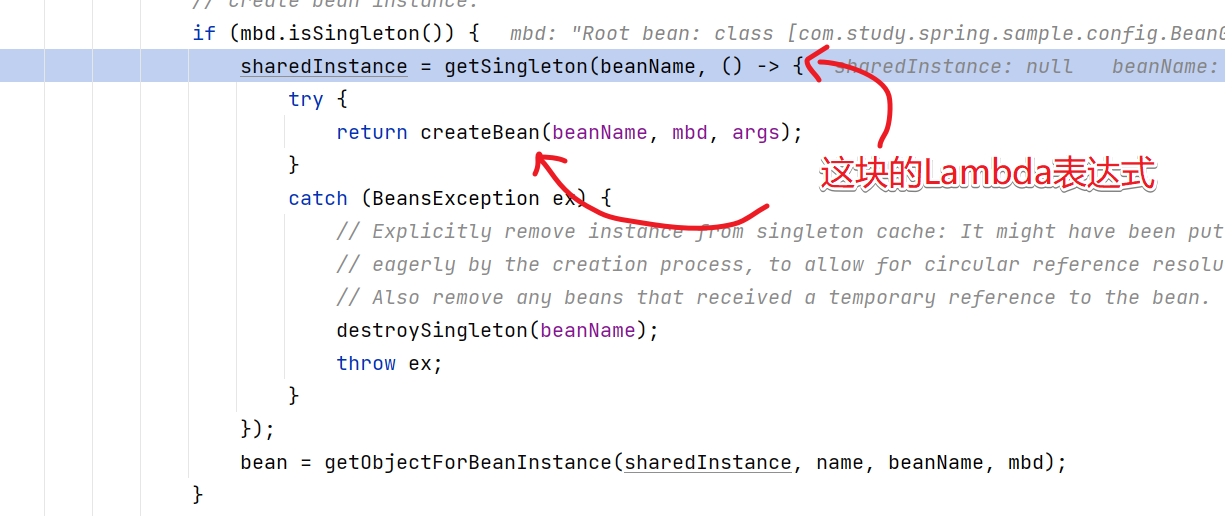 // create bean instance.
if (mbd.isSingleton()) {   mbd: "Root bean: class [com.study.spring.sample.config.BeanG
sharedInstance = getSingleton(beanName, () -> {   sharedInstance: null   beanName:
try {
return createBean(beanName, mbd, args);
}
这块的Lambda表达式
catch (BeansException ex) {
// Explicitly remove instance from singleton cache: It might have been put
// eagerly by the creation process, to allow for circular reference resolu
// Also remove any beans that received a temporary reference to the bean.
destroySingleton(beanName);
throw ex;
}
});
bean = getObjectForBeanInstance(sharedInstance, name, beanName, mbd);
}